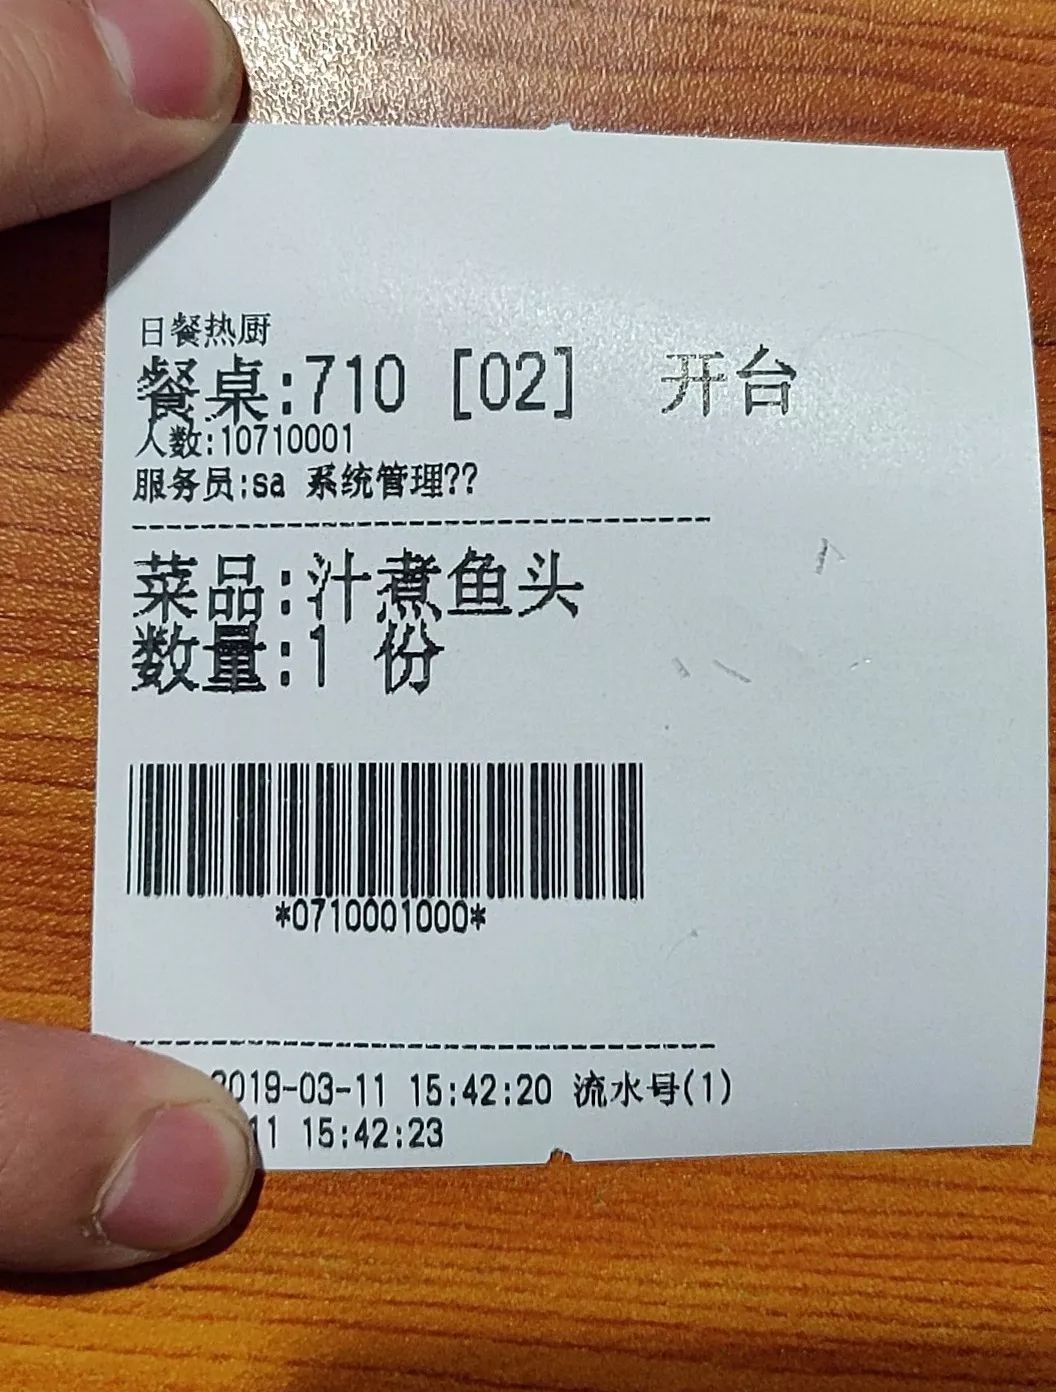 日餐热厨
餐桌:710 [02] 开台
人数:10710001
服务员:sa 系统管理??
菜品:汁煮鱼头
数量:1 份
*0710001000*
2019-03-11 15:42:20 流水号(1)
11 15:42:23